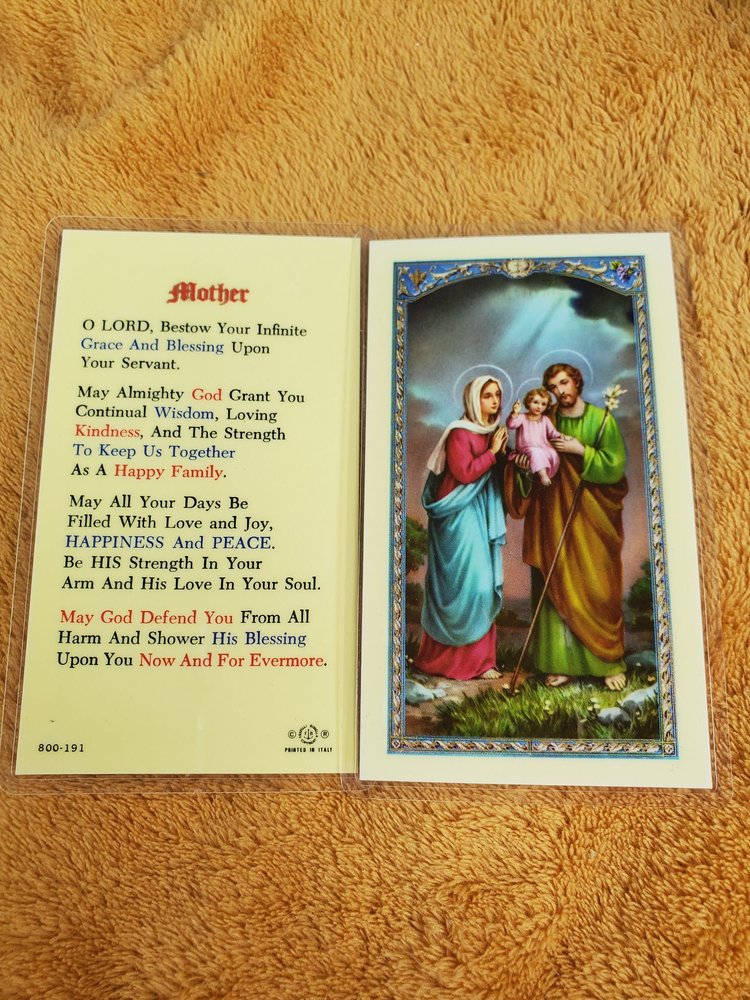 Mother
O LORD, Bestow Your Infinite
Grace And Blessing Upon
Your Servant.
May Almighty God Grant You
Continual Wisdom, Loving
Kindness, And The Strength
To Keep Us Together
As A Happy Family.
May All Your Days Be
Filled With Love and Joy,
HAPPINESS And PEACE.
Be HIS Strength In Your
Arm And His Love In Your Soul.
May God Defend You From All
Harm And Shower His Blessing
Upon You Now And For Evermore.
800-191
© ®
PRINTED IN ITALY